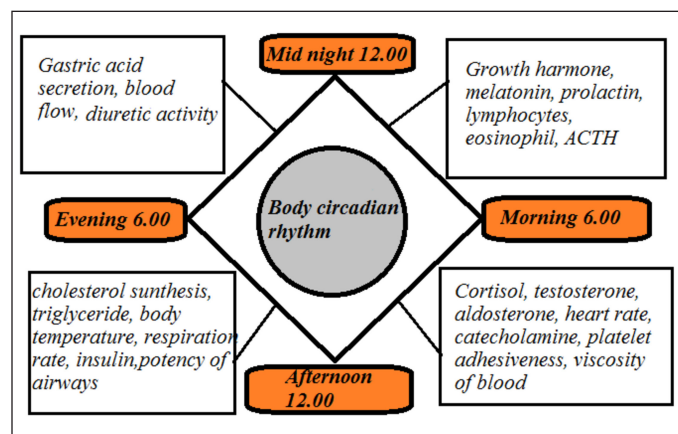 Mid night 12.00
Gastric acid
secretion, blood
flow, diuretic activity
Growth harmone,
melatonin, prolactin,
lymphocytes,
eosinophil, ACTH
Evening 6.00
Body circadian
rhythm
Morning 6.00
cholesterol sunthesis,
triglyceride, body
temperature, respiration
rate, insulin,potency of
airways
Cortisol, testosterone,
aldosterone, heart rate,
catecholamine, platelet
adhesiveness, viscosity
of blood
Afternoon
12.00